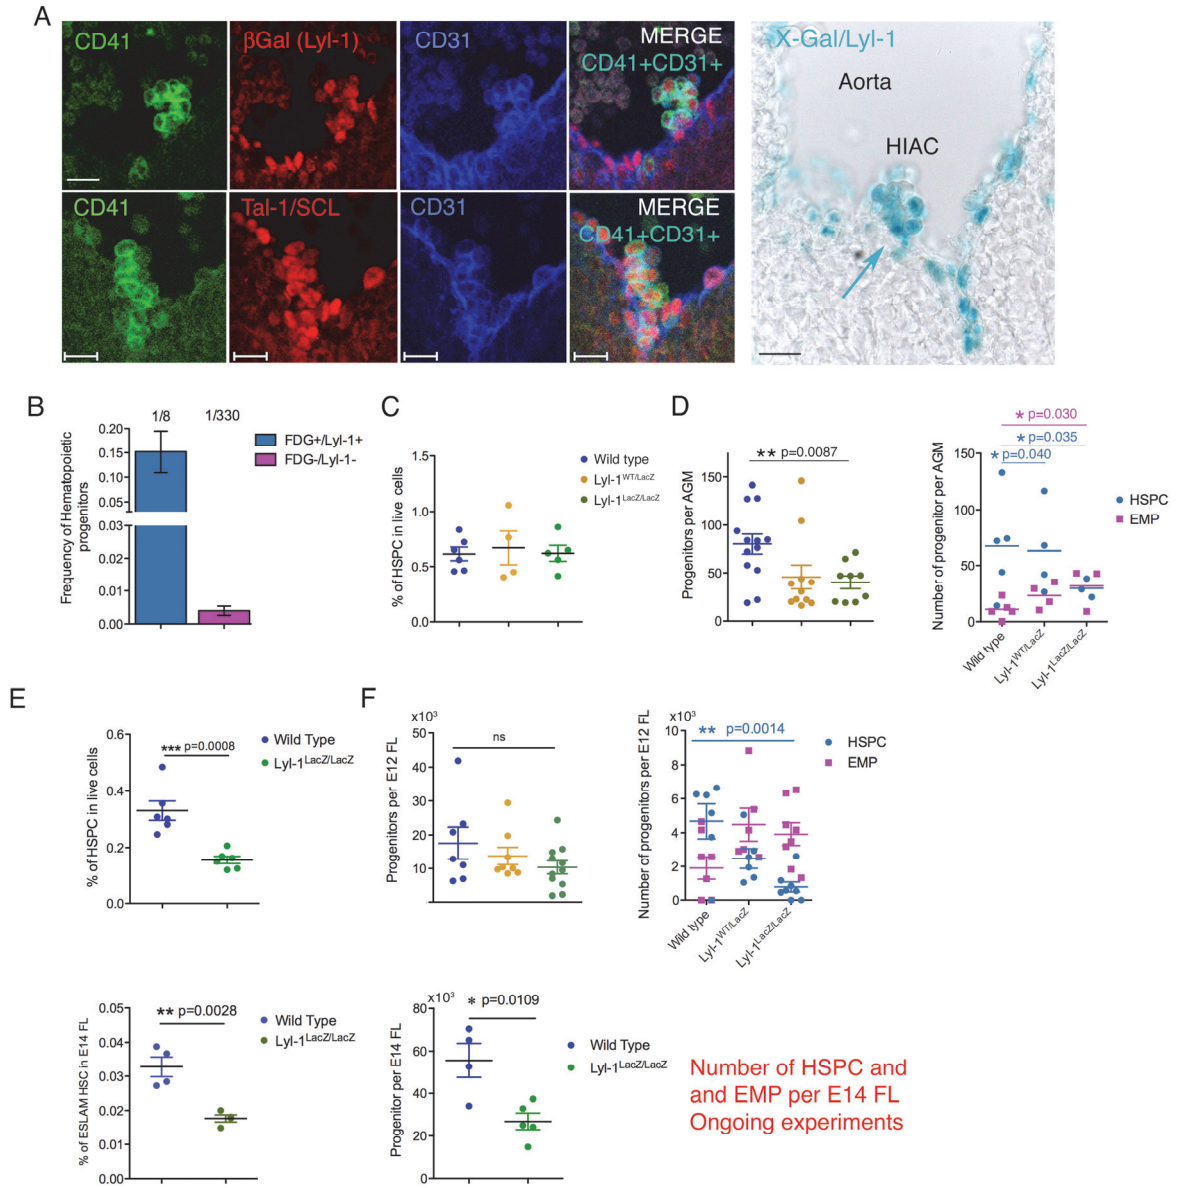 A
CD41
βGal (Lyl-1)
CD31
MERGE
CD41+CD31+
X-Gal/Lyl-1
Aorta
HIAC
CD41
Tal-1/SCL
CD31
MERGE
CD41+CD31+
B
1/8
1/330
Frequency of Hematopoietic
progenitors
0.20
0.15
0.10
0.05
0.03
0.02
0.01
0.00
FDG+/Lyl-1+
FDG-/Lyl-1-
C
% of HSPC in live cells
1.5
1.0
0.5
0.0
Wild type
Lyl-1WT/LacZ
Lyl-1LacZ/LacZ
D
Progenitors per AGM
150
100
50
0
** p=0.0087
Number of progenitor per AGM
150
100
50
0
* p=0.030
* p=0.035
* p=0.040
HSPC
EMP
Wild type
Lyl-1WT/LacZ
Lyl-1LacZ/LacZ
E
% of HSPC in live cells
0.6
0.4
0.2
0.0
*** p=0.0008
Wild Type
Lyl-1LacZ/LacZ
F
x10³
Progenitors per E12 FL
50
40
30
20
10
ns
x10³
Number of progenitors per E12 FL
10
8
6
4
2
0
** p=0.0014
HSPC
EMP
Wild type
Lyl-1WT/LacZ
Lyl-1LacZ/LacZ
% of ESLAM HSC in E14 FL
0.05
0.04
0.03
0.02
0.01
0.00
** p=0.0028
Wild Type
Lyl-1LacZ/LacZ
x10³
Progenitor per E14 FL
80
60
40
20
0
* p=0.0109
Wild Type
Lyl-1LacZ/LacZ
Number of HSPC and
and EMP per E14 FL
Ongoing experiments